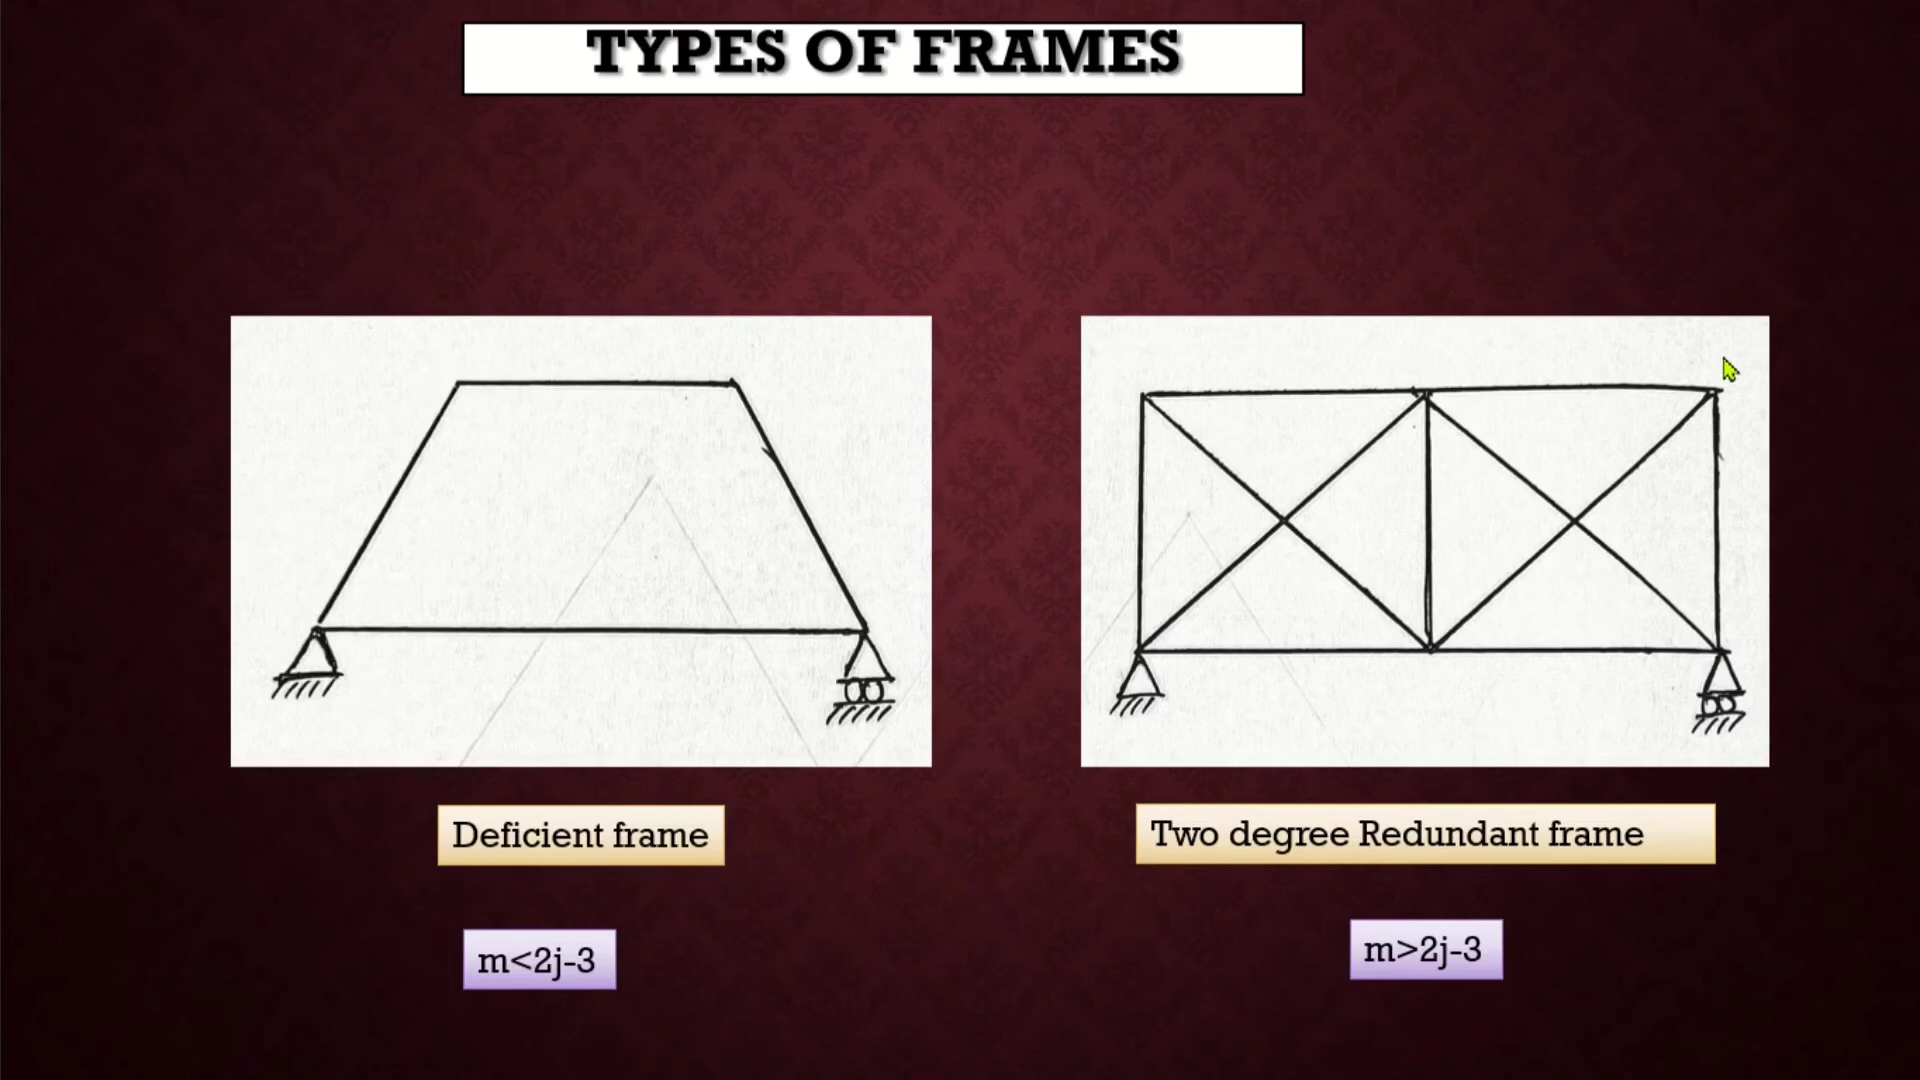 TYPES OF FRAMES
Deficient frame
Two degree Redundant frame
m<2j-3
m>2j-3